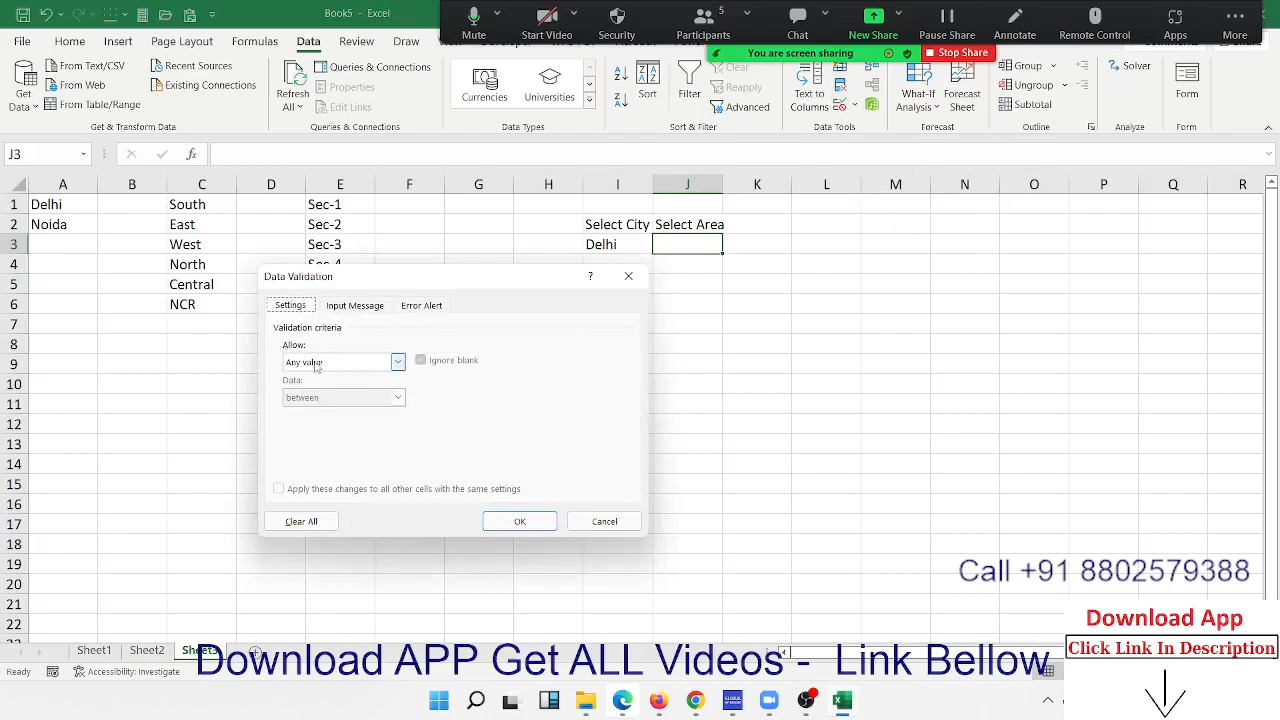 Book5 - Excel
Mute
Start Video
Security
5
Participants
Chat
New Share
Pause Share
Annotate
Remote Control
Apps
More
You are screen sharing
Stop Share
File Home Insert Page Layout Formulas Data Review Draw
Get Data
From Text/CSV
From Web
From Table/Range
Recent Sources
Existing Connections
Get & Transform Data
Refresh All
Queries & Connections
Properties
Edit Links
Queries & Connections
Currencies
Universities
Data Types
Sort
Filter
Clear
Reapply
Advanced
Sort & Filter
Text to Columns
Data Tools
What-If Analysis
Forecast Sheet
Forecast
Group
Ungroup
Subtotal
Outline
Solver
Analyze
Form
Form
J3
fx
A B C D E F G H I J K L M N O P Q R
1 Delhi South Sec-1
2 Noida East Sec-2 Select City Select Area
3 West Sec-3 Delhi
4 North Sec-4
5 Central
6 NCR
7
8
9
10
11
12
13
14
15
16
17
18
19
20
21
22
Data Validation
?
Settings Input Message Error Alert
Validation criteria
Allow:
Any value
Ignore blank
Data:
between
Apply these changes to all other cells with the same settings
Clear All OK Cancel
Call +91 8802579388
Download App
Click Link In Description
Sheet1 Sheet2 Sheet3
Download APP Get ALL Videos - Link Bellow
Ready
Accessibility: Investigate